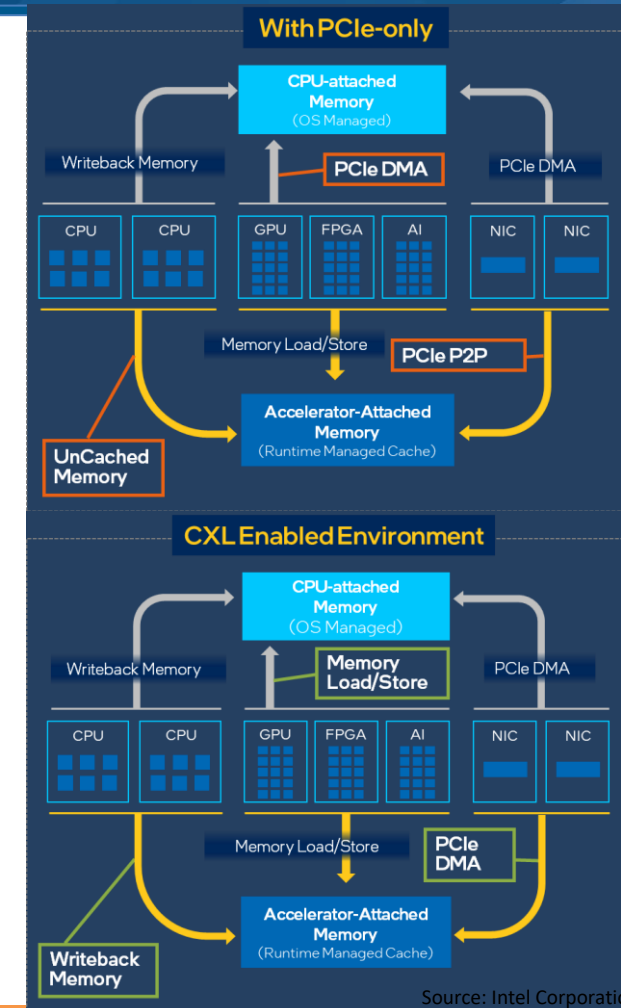 With PCIe-only
CPU-attached
Memory
(OS Managed)
Writeback Memory
PCIe DMA
PCIe DMA
CPU
CPU
GPU
FPGA
AI
NIC
NIC
Memory Load/Store
PCIe P2P
Accelerator-Attached
Memory
(Runtime Managed Cache)
UnCached
Memory
CXL Enabled Environment
CPU-attached
Memory
(OS Managed)
Writeback Memory
Memory
Load/Store
PCIe DMA
CPU
CPU
GPU
FPGA
AI
NIC
NIC
Memory Load/Store
PCIe
DMA
Accelerator-Attached
Memory
(Runtime Managed Cache)
Writeback
Memory
Source: Intel Corporatio